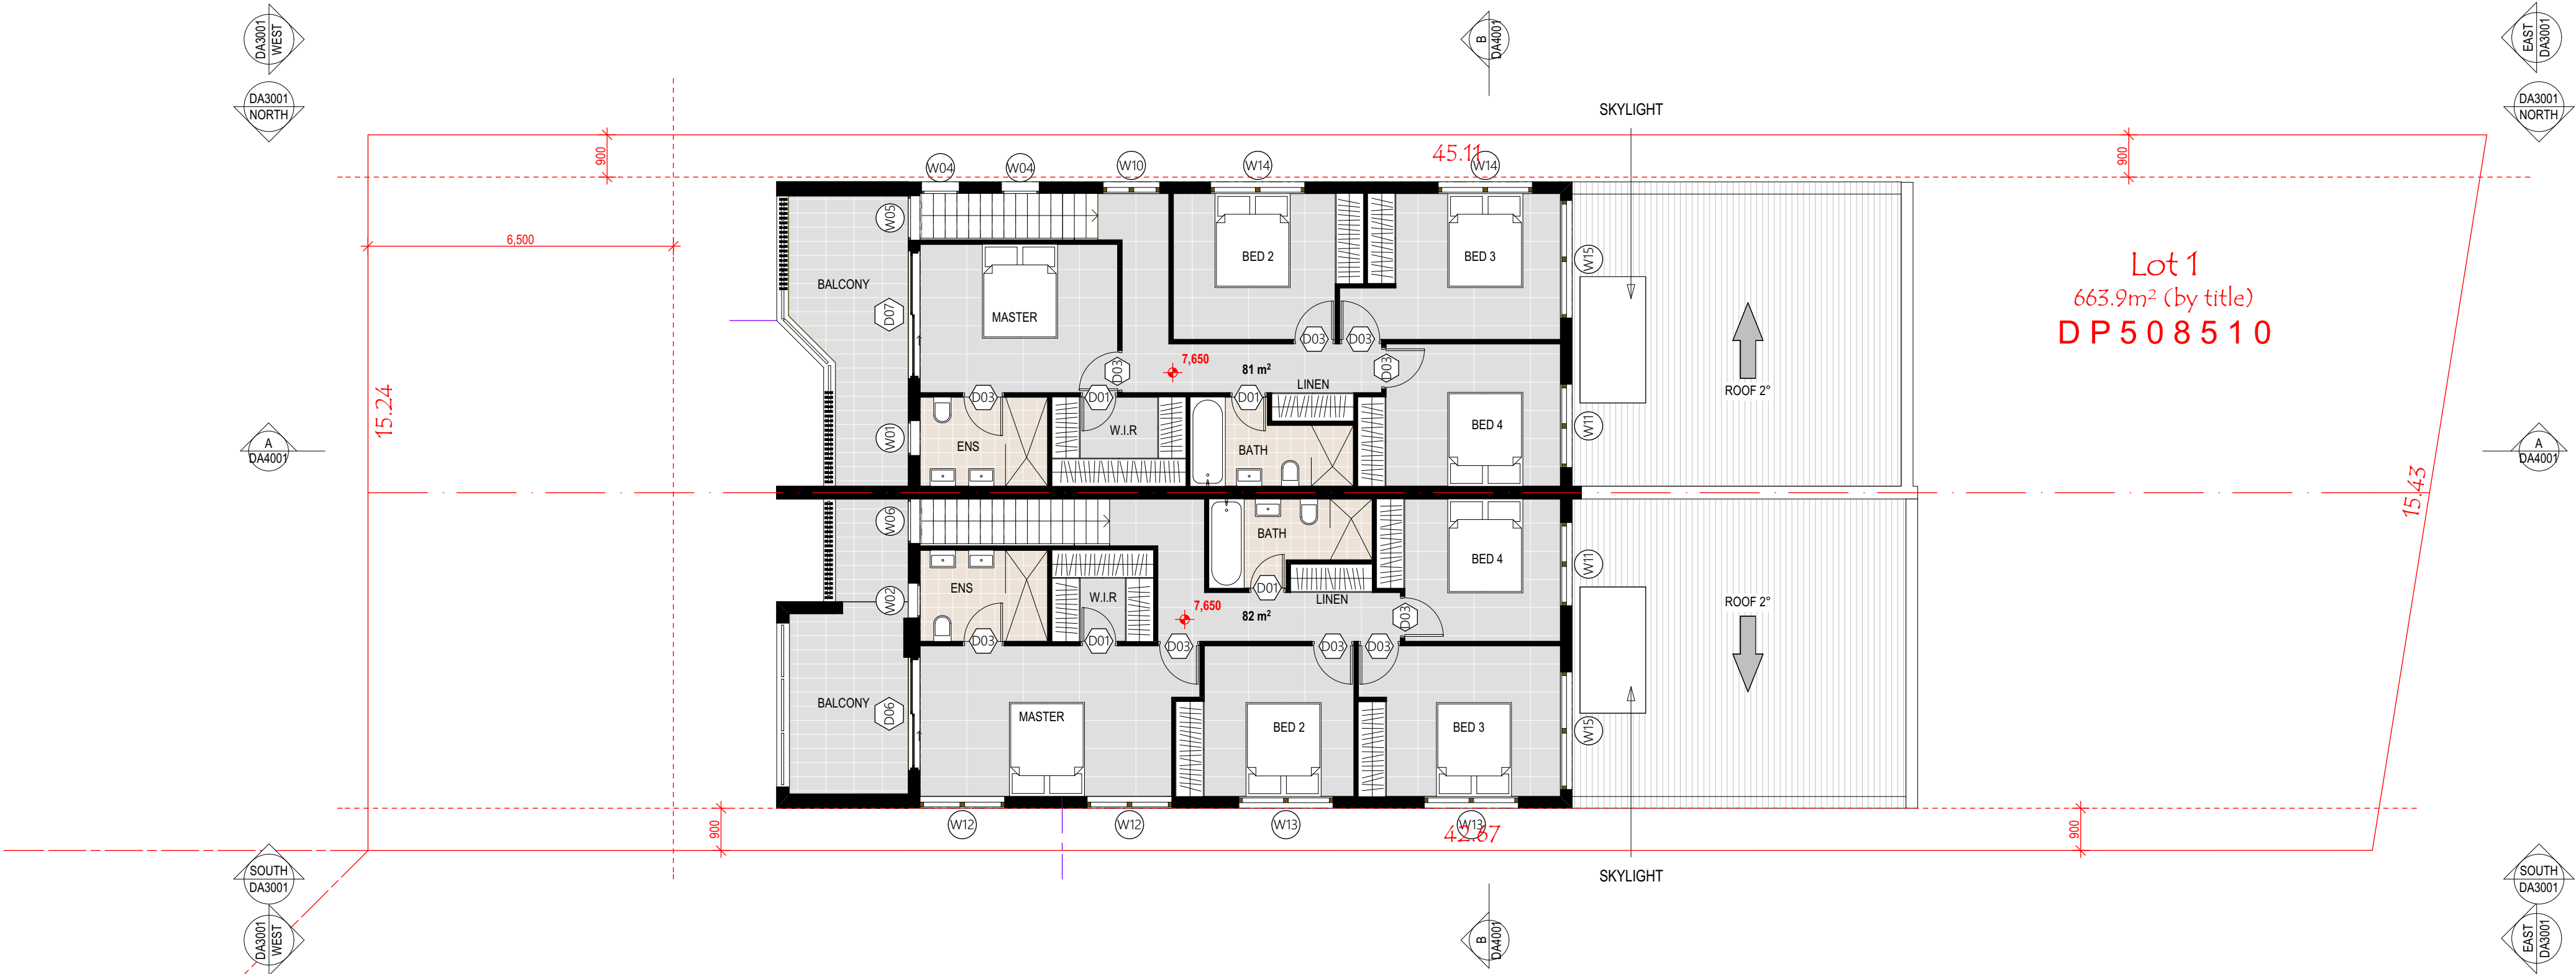 DA3001
WEST
B
DA4001
EAST
DA3001
DA3001
NORTH
SKYLIGHT
DA3001
NORTH
900
45.11
900
W04
W04
W10
W14
W14
6,500
W05
BALCONY
D07
MASTER
BED 2
BED 3
W15
Lot 1
663.9m² (by title)
DP508510
D03
D03
D03
D03
7,650
81 m²
LINEN
ROOF 2°
15.24
D03
D01
D01
W01
ENS
W.I.R
BATH
BED 4
W11
A
DA4001
A
DA4001
15.43
W06
BATH
BED 4
W11
ENS
W.I.R
D01
LINEN
W02
7,650
82 m²
D03
ROOF 2°
D03
D01
D03
D03
D03
BALCONY
D06
MASTER
BED 2
BED 3
W15
900
W12
W12
W13
W13
42.67
900
SOUTH
DA3001
SKYLIGHT
SOUTH
DA3001
DA3001
WEST
B
DA4001
EAST
DA3001